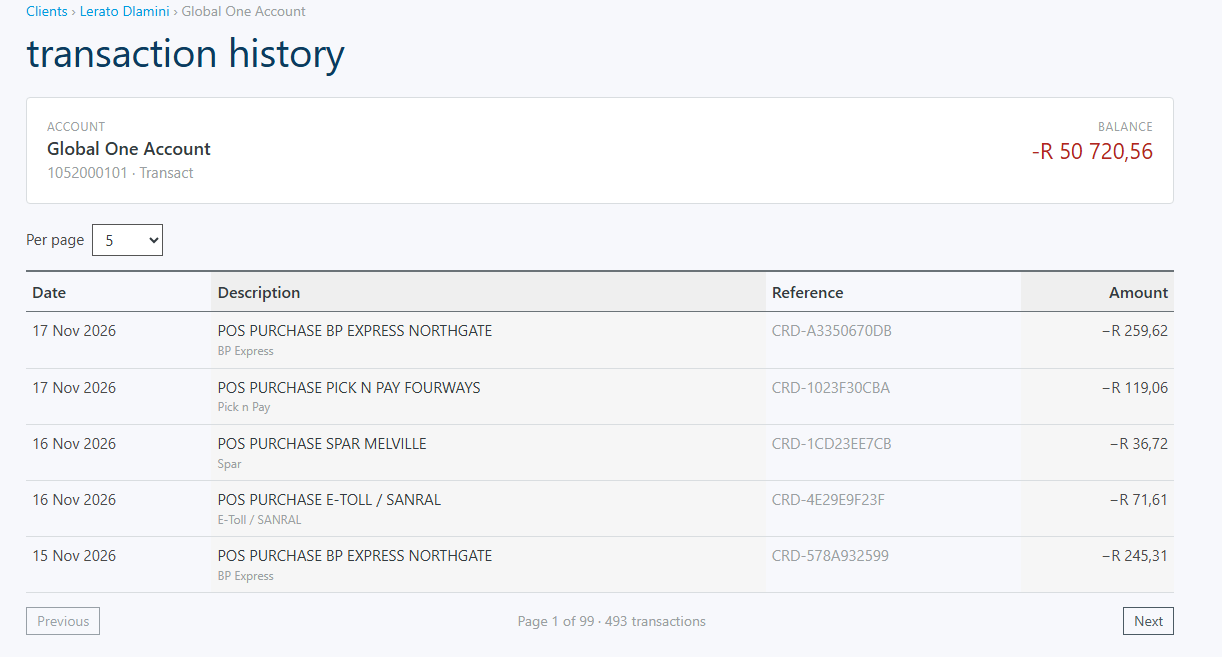 Clients › Lerato Dlamini › Global One Account
transaction history
ACCOUNT
Global One Account
1052000101 · Transact
BALANCE
-R 50 720,56
Per page 5
Date Description Reference Amount
17 Nov 2026 POS PURCHASE BP EXPRESS NORTHGATE CRD-A3350670DB −R 259,62
BP Express
17 Nov 2026 POS PURCHASE PICK N PAY FOURWAYS CRD-1023F30CBA −R 119,06
Pick n Pay
16 Nov 2026 POS PURCHASE SPAR MELVILLE CRD-1CD23EE7CB −R 36,72
Spar
16 Nov 2026 POS PURCHASE E-TOLL / SANRAL CRD-4E29E9F23F −R 71,61
E-Toll / SANRAL
15 Nov 2026 POS PURCHASE BP EXPRESS NORTHGATE CRD-578A932599 −R 245,31
BP Express
Previous Page 1 of 99 · 493 transactions Next